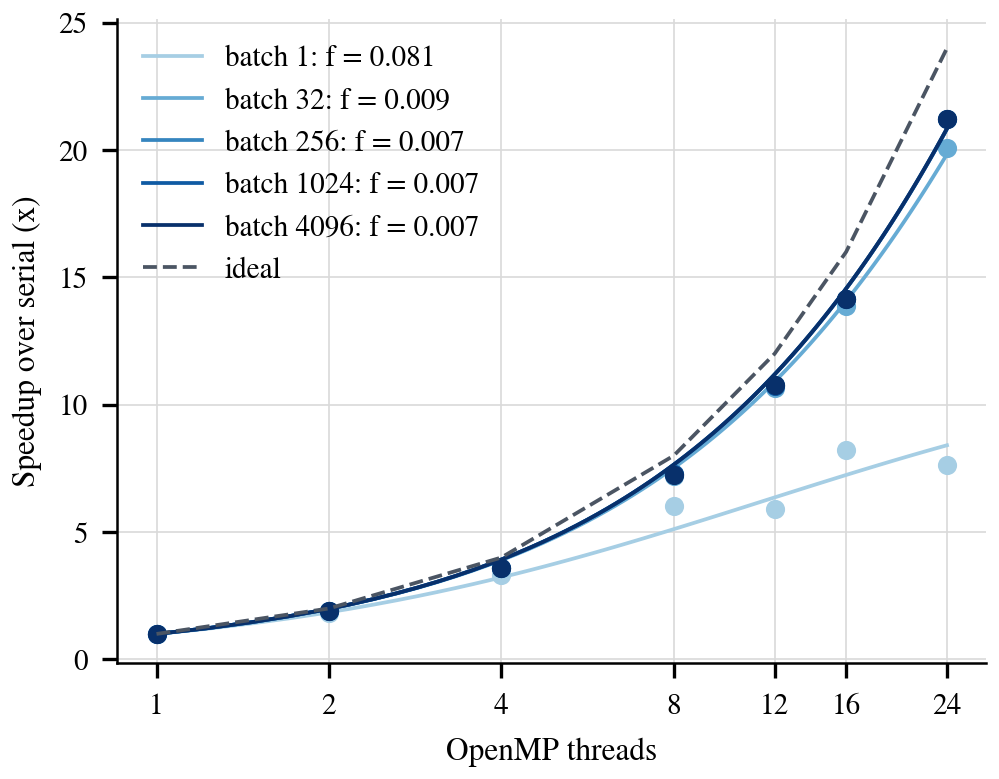 25
20
15
10
5
0
Speedup over serial (x)
batch 1: f = 0.081
batch 32: f = 0.009
batch 256: f = 0.007
batch 1024: f = 0.007
batch 4096: f = 0.007
ideal
1 2 4 8 12 16 24
OpenMP threads